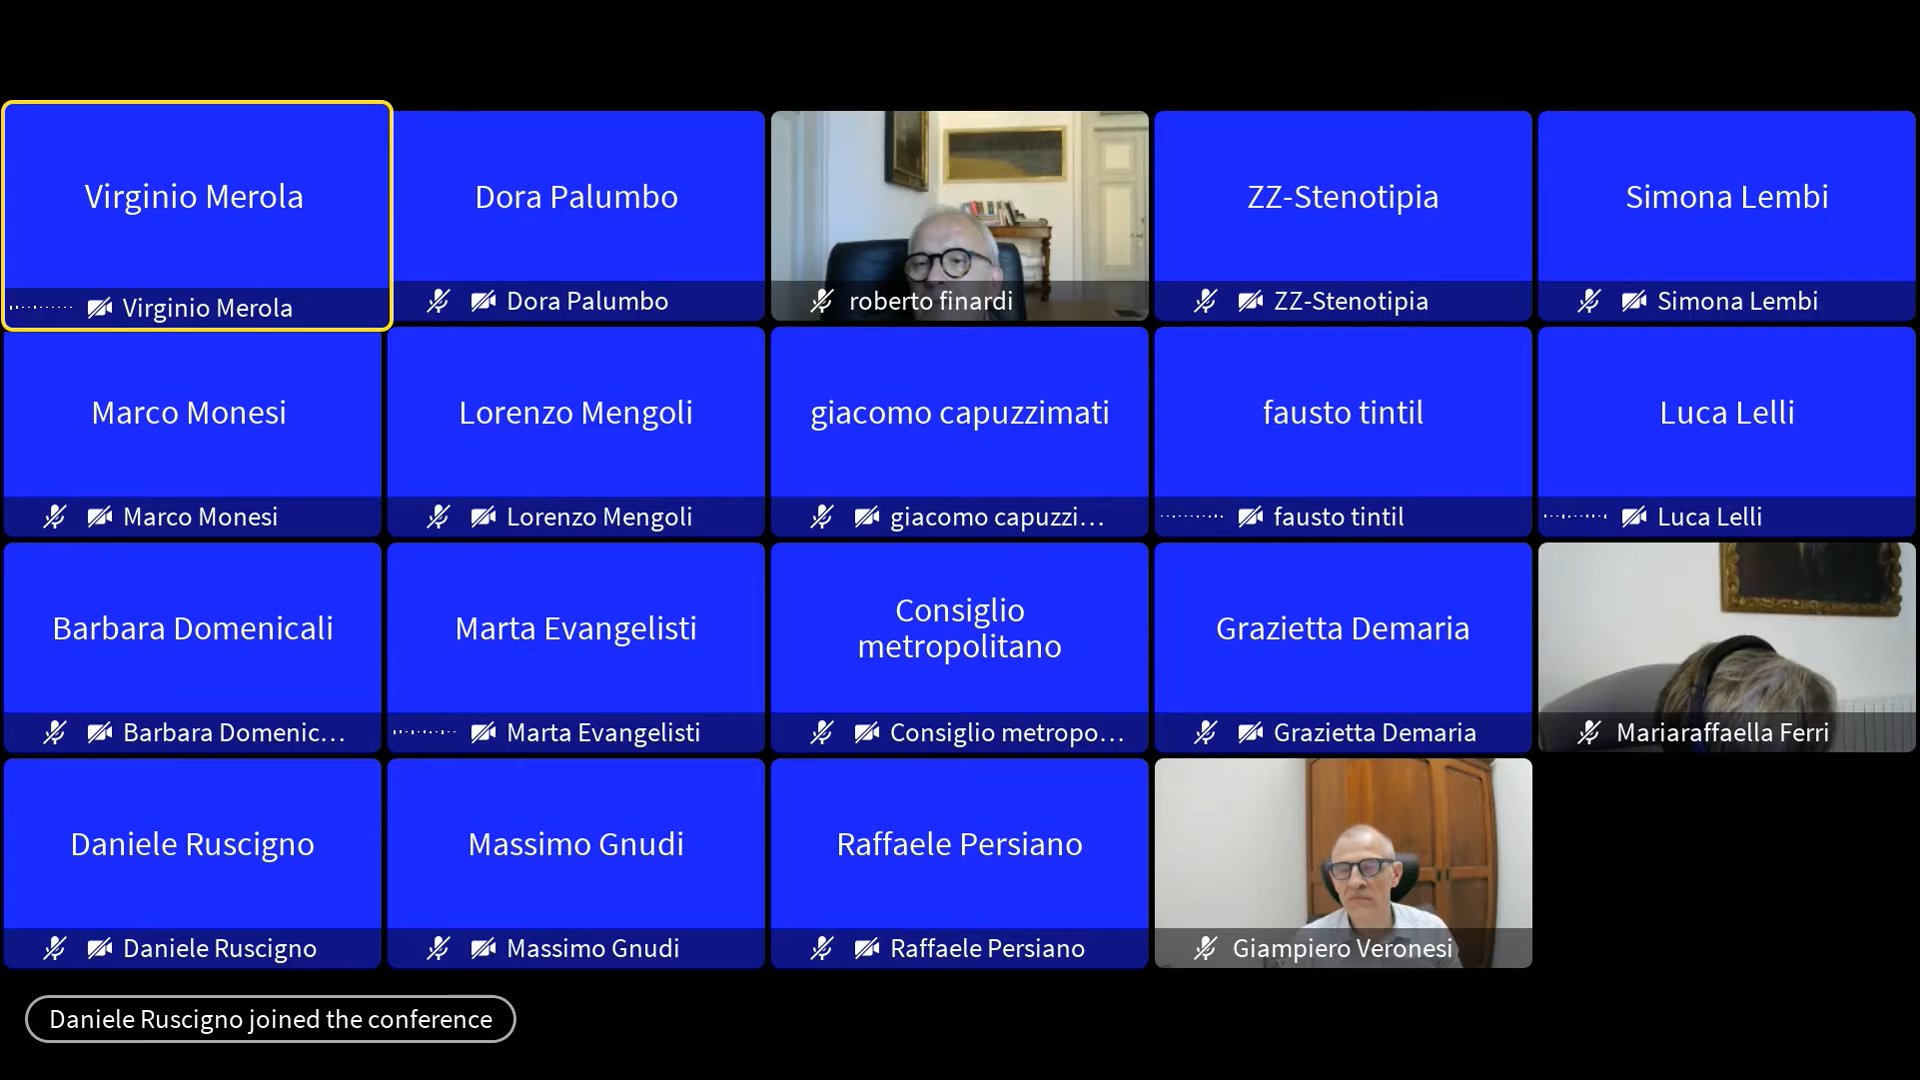 Virginio Merola
Virginio Merola
Dora Palumbo
Dora Palumbo
roberto finardi
ZZ-Stenotipia
ZZ-Stenotipia
Simona Lembi
Simona Lembi
Marco Monesi
Marco Monesi
Lorenzo Mengoli
Lorenzo Mengoli
giacomo capuzzimati
giacomo capuzzi...
fausto tintil
fausto tintil
Luca Lelli
Luca Lelli
Barbara Domenicali
Barbara Domenic...
Marta Evangelisti
Marta Evangelisti
Consiglio
metropolitano
Consiglio metropo...
Grazietta Demaria
Grazietta Demaria
Mariaraffaella Ferri
Daniele Ruscigno
Daniele Ruscigno
Massimo Gnudi
Massimo Gnudi
Raffaele Persiano
Raffaele Persiano
Giampiero Veronesi
Daniele Ruscigno joined the conference